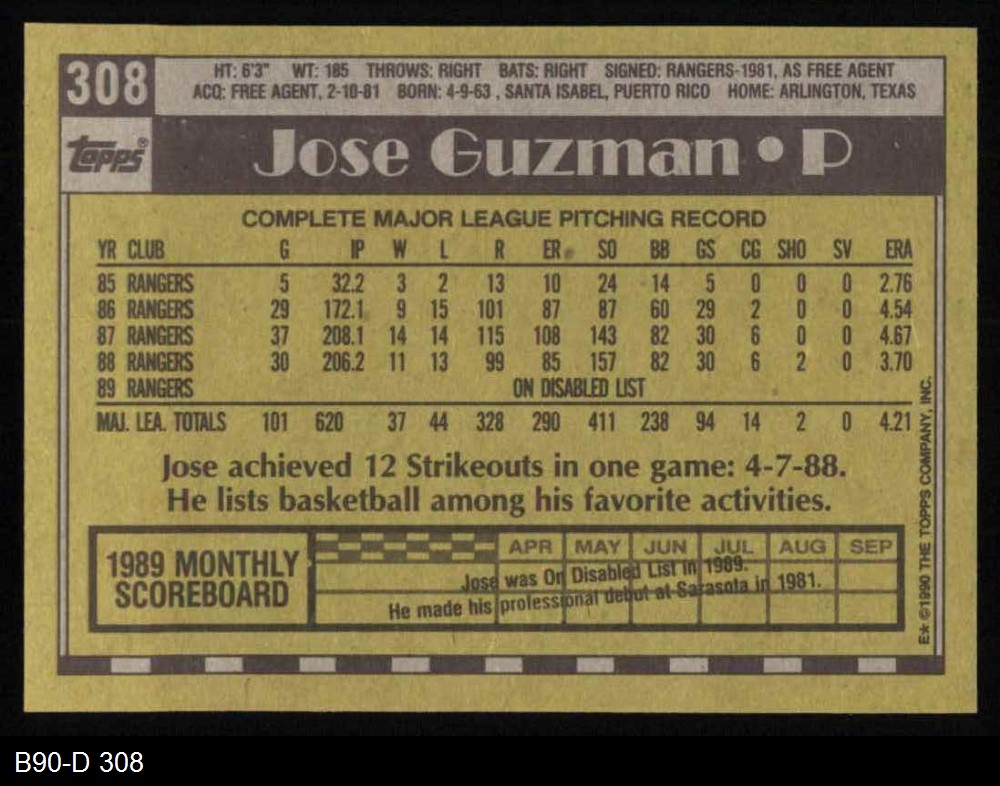 308
HT: 6'3" WT: 185 THROWS: RIGHT BATS: RIGHT SIGNED: RANGERS-1981, AS FREE AGENT
ACQ: FREE AGENT, 2-10-81 BORN: 4-9-63 , SANTA ISABEL, PUERTO RICO HOME: ARLINGTON, TEXAS
topps®
Jose Guzman • P
COMPLETE MAJOR LEAGUE PITCHING RECORD
YR CLUB G IP W L R ER SO BB GS CG SHO SV ERA
85 RANGERS 5 32.2 3 2 13 10 24 14 5 0 0 0 2.76
86 RANGERS 29 172.1 9 15 101 87 87 60 29 2 0 0 4.54
87 RANGERS 37 208.1 14 14 115 108 143 82 30 6 0 0 4.67
88 RANGERS 30 206.2 11 13 99 85 157 82 30 6 2 0 3.70
89 RANGERS ON DISABLED LIST
MAJ. LEA. TOTALS 101 620 37 44 328 290 411 238 94 14 2 0 4.21
Jose achieved 12 Strikeouts in one game: 4-7-88.
He lists basketball among his favorite activities.
1989 MONTHLY
SCOREBOARD
APR MAY JUN JUL AUG SEP
Jose was On Disabled List in 1989.
He made his professional debut at Sarasota in 1981.
E* ©1990 THE TOPPS COMPANY, INC.
B90-D 308